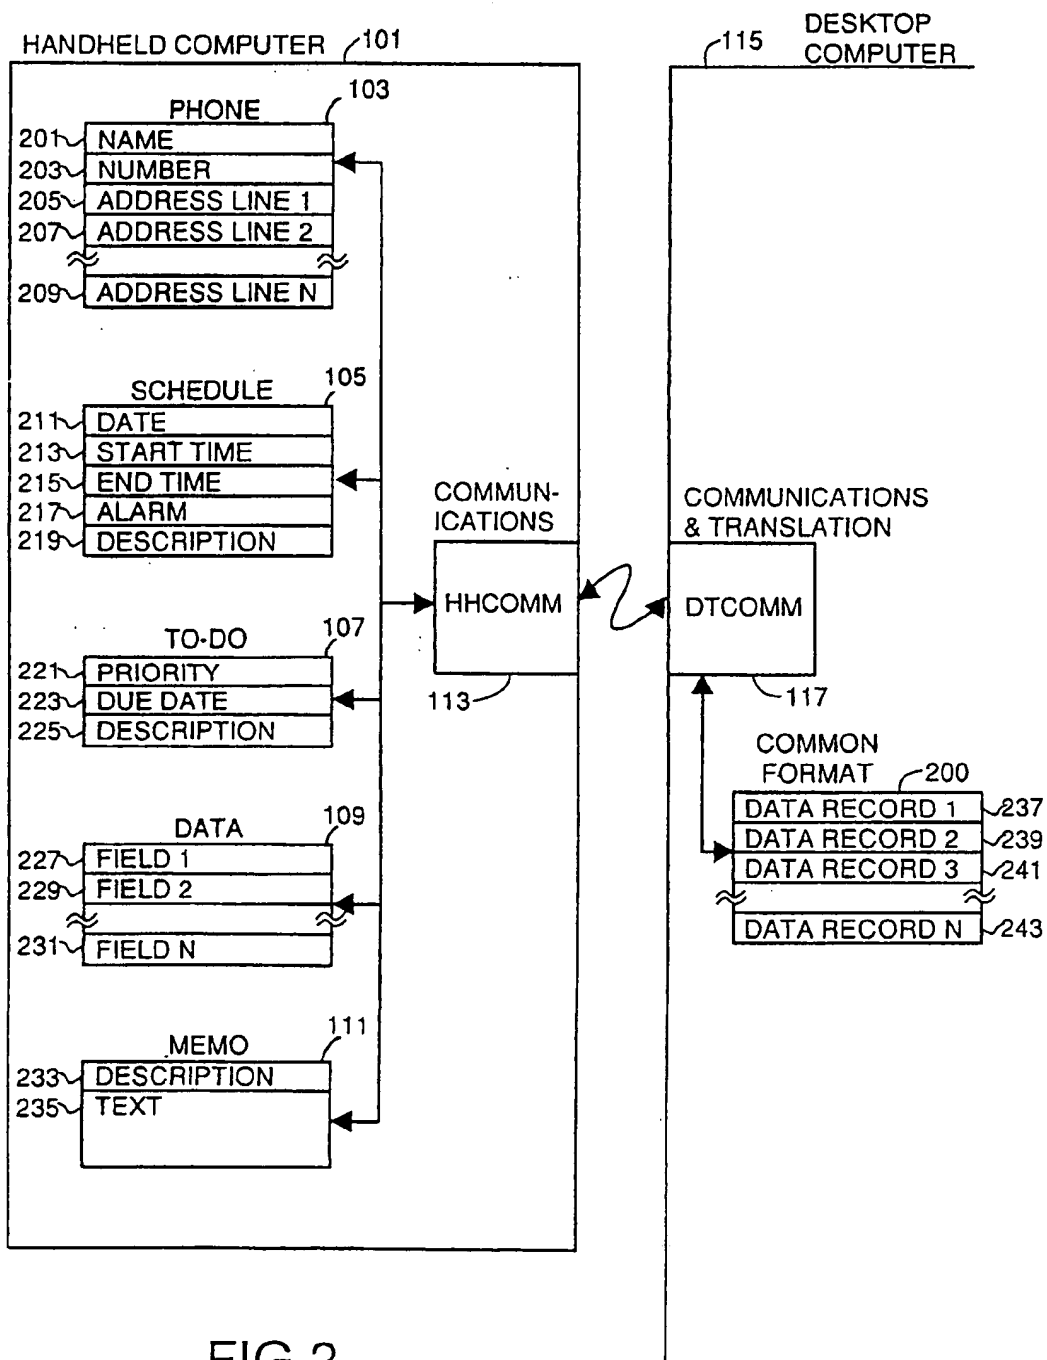 HANDHELD COMPUTER 101
PHONE 103
201 NAME
203 NUMBER
205 ADDRESS LINE 1
207 ADDRESS LINE 2
209 ADDRESS LINE N
SCHEDULE 105
211 DATE
213 START TIME
215 END TIME
217 ALARM
219 DESCRIPTION
TO-DO 107
221 PRIORITY
223 DUE DATE
225 DESCRIPTION
DATA 109
227 FIELD 1
229 FIELD 2
231 FIELD N
MEMO 111
233 DESCRIPTION
235 TEXT
COMMUN-
ICATIONS
HHCOMM
113
115 DESKTOP
COMPUTER
COMMUNICATIONS
& TRANSLATION
DTCOMM
117
COMMON
FORMAT 200
DATA RECORD 1 237
DATA RECORD 2 239
DATA RECORD 3 241
DATA RECORD N 243
FIG 2